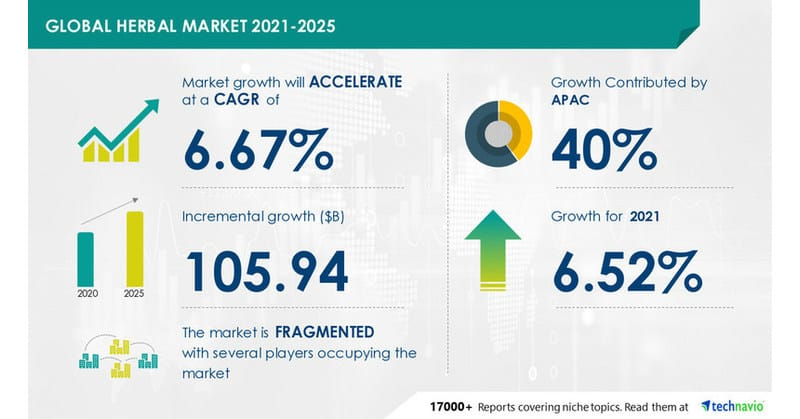 GLOBAL HERBAL MARKET 2021-2025
Market growth will ACCELERATE
at a CAGR of
6.67%
Incremental growth ($B)
105.94
2020 2025
The market is FRAGMENTED
with several players occupying the
market
Growth Contributed by
APAC
40%
Growth for 2021
6.52%
17000+ Reports covering niche topics. Read them at technavio